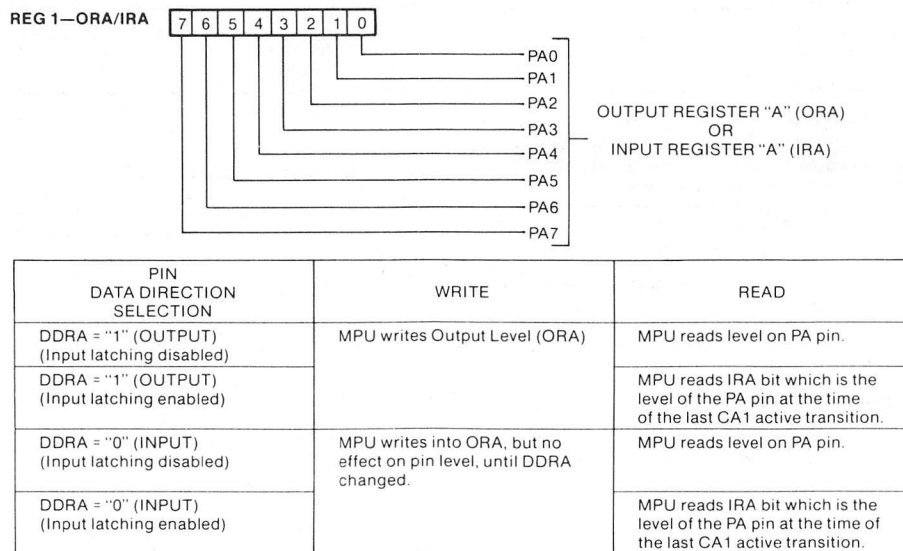 REG 1—ORA/IRA
7 6 5 4 3 2 1 0
PA0
PA1
PA2
PA3
PA4
PA5
PA6
PA7
OUTPUT REGISTER "A" (ORA)
OR
INPUT REGISTER "A" (IRA)
PIN
DATA DIRECTION
SELECTION
WRITE
READ
DDRA = "1" (OUTPUT)
(Input latching disabled)
MPU writes Output Level (ORA)
MPU reads level on PA pin.
DDRA = "1" (OUTPUT)
(Input latching enabled)
MPU reads IRA bit which is the
level of the PA pin at the time
of the last CA1 active transition.
DDRA = "0" (INPUT)
(Input latching disabled)
MPU writes into ORA, but no
effect on pin level, until DDRA
changed.
MPU reads level on PA pin.
DDRA = "0" (INPUT)
(Input latching enabled)
MPU reads IRA bit which is the
level of the PA pin at the time of
the last CA1 active transition.